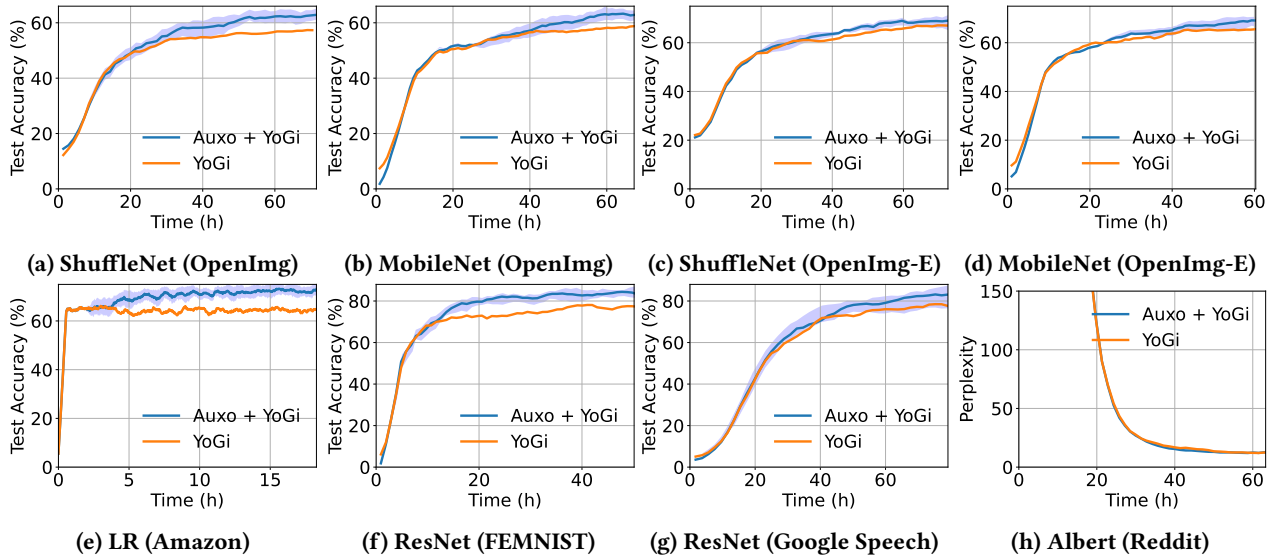 60
40
20
0
Test Accuracy (%)
Auxo + YoGi
YoGi
0 20 40 60
Time (h)
(a) ShuffleNet (OpenImg)
60
40
20
0
Test Accuracy (%)
Auxo + YoGi
YoGi
0 20 40 60
Time (h)
(b) MobileNet (OpenImg)
60
40
20
0
Test Accuracy (%)
Auxo + YoGi
YoGi
0 20 40 60
Time (h)
(c) ShuffleNet (OpenImg-E)
60
40
20
0
Test Accuracy (%)
Auxo + YoGi
YoGi
0 20 40 60
Time (h)
(d) MobileNet (OpenImg-E)
60
40
20
0
Test Accuracy (%)
Auxo + YoGi
YoGi
0 5 10 15
Time (h)
(e) LR (Amazon)
80
60
40
20
0
Test Accuracy (%)
Auxo + YoGi
YoGi
0 20 40
Time (h)
(f) ResNet (FEMNIST)
80
60
40
20
0
Test Accuracy (%)
Auxo + YoGi
YoGi
0 20 40 60
Time (h)
(g) ResNet (Google Speech)
150
100
50
0
Perplexity
Auxo + YoGi
YoGi
0 20 40 60
Time (h)
(h) Albert (Reddit)